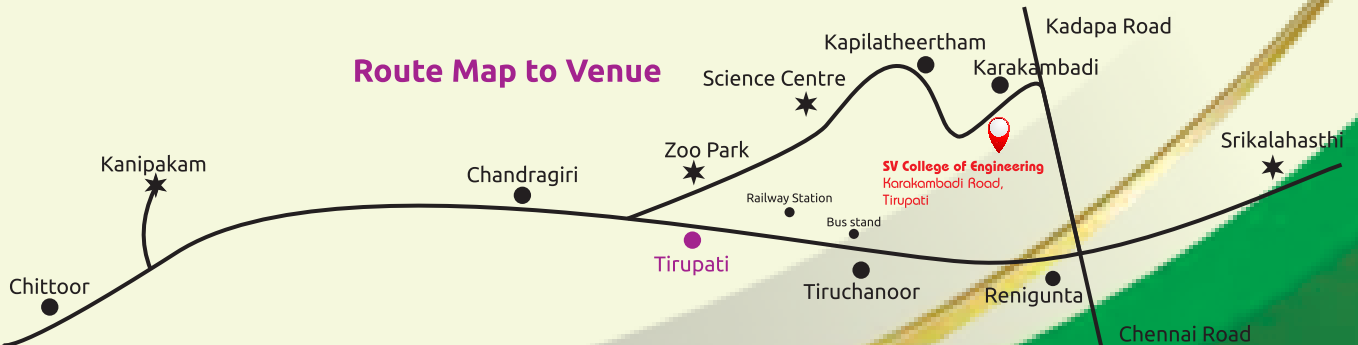 Kadapa Road
Kapilatheertham
Route Map to Venue
Karakambadi
Science Centre
Srikalahasthi
Zoo Park
Kanipakam
SV College of Engineering
Karakambadi Road,
Tirupati
Chandragiri
Railway Station
Bus stand
Tirupati
Chittoor
Tiruchanoor
Renigunta
Chennai Road